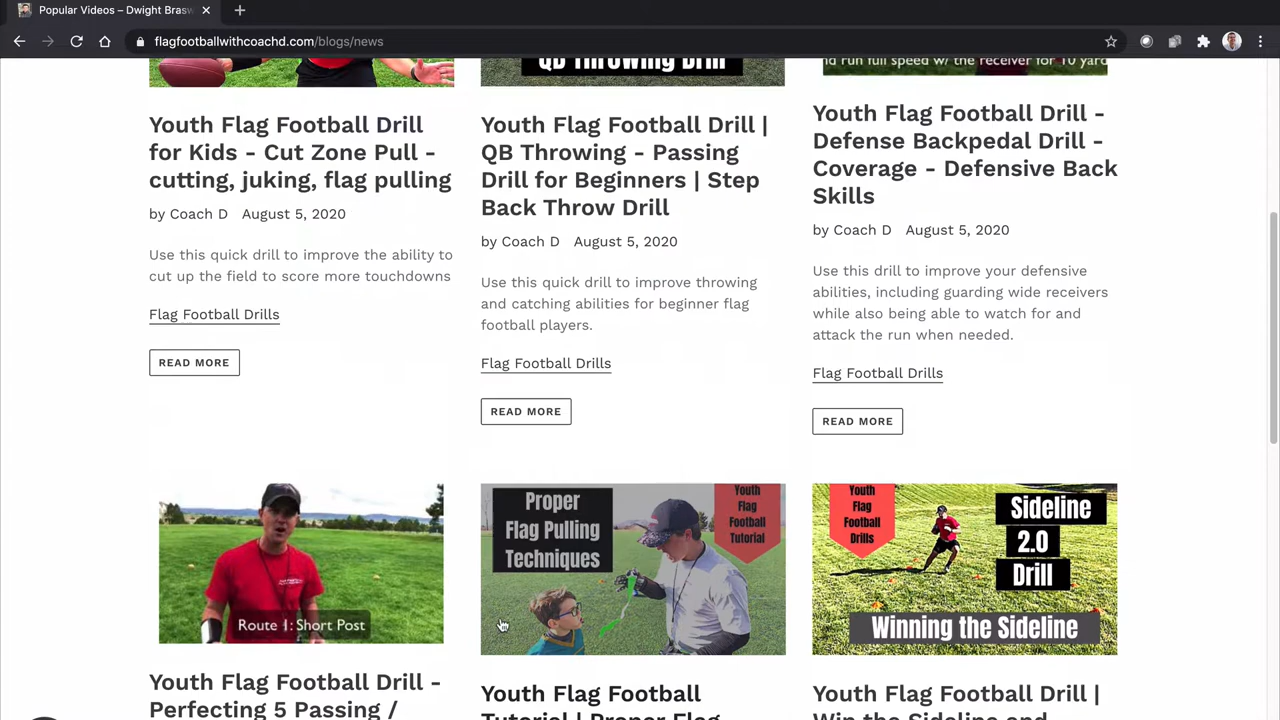 Popular Videos – Dwight Brasw
flagfootballwithcoachd.com/blogs/news
QB Throwing Drill
nd run full speed w/ the receiver for 10 yard
Youth Flag Football Drill
for Kids - Cut Zone Pull -
cutting, juking, flag pulling
by Coach D August 5, 2020
Use this quick drill to improve the ability to
cut up the field to score more touchdowns
Flag Football Drills
READ MORE
Youth Flag Football Drill |
QB Throwing - Passing
Drill for Beginners | Step
Back Throw Drill
by Coach D August 5, 2020
Use this quick drill to improve throwing
and catching abilities for beginner flag
football players.
Flag Football Drills
READ MORE
Youth Flag Football Drill -
Defense Backpedal Drill -
Coverage - Defensive Back
Skills
by Coach D August 5, 2020
Use this drill to improve your defensive
abilities, including guarding wide receivers
while also being able to watch for and
attack the run when needed.
Flag Football Drills
READ MORE
Route 1: Short Post
Youth Flag Football Drill -
Perfecting 5 Passing /
Proper
Flag Pulling
Techniques
Youth
Flag
Football
Tutorial
Youth Flag Football
Tutorial | Proper Flag
Youth
Flag
Football
Drills
Sideline
2.0
Drill
Winning the Sideline
Youth Flag Football Drill |
Win the Sideline and